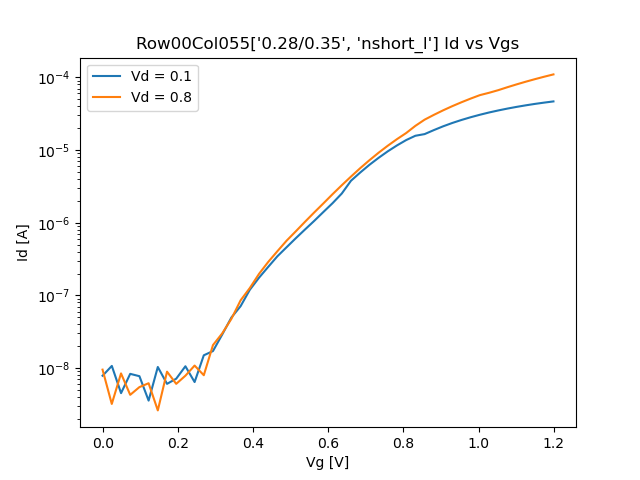 Row00Col055['0.28/0.35', 'nshort_l'] Id vs Vgs
Vd = 0.1
Vd = 0.8
Id [A]
10⁻⁴
10⁻⁵
10⁻⁶
10⁻⁷
10⁻⁸
0.0 0.2 0.4 0.6 0.8 1.0 1.2
Vg [V]